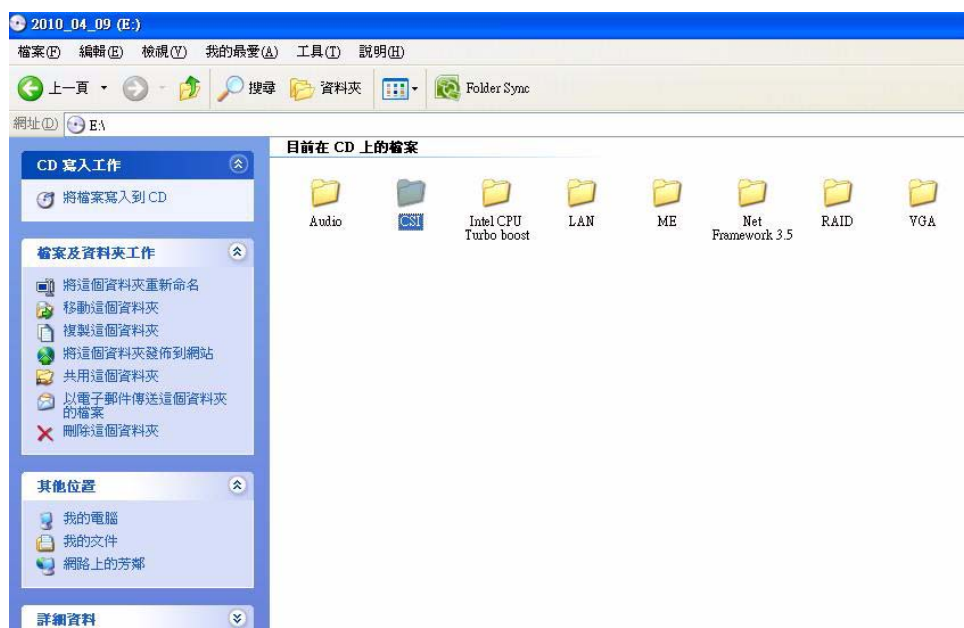 2010_04_09 (E:)
檔案(F) 編輯(E) 檢視(V) 我的最愛(A) 工具(T) 說明(H)
上一頁 搜尋 資料夾 Folder Sync
網址(D) E:\
CD 寫入工作
將檔案寫入到 CD
檔案及資料夾工作
將這個資料夾重新命名
移動這個資料夾
複製這個資料夾
將這個資料夾發佈到網站
共用這個資料夾
以電子郵件傳送這個資料夾
的檔案
刪除這個資料夾
其他位置
我的電腦
我的文件
網路上的芳鄰
詳細資料
目前在 CD 上的檔案
Audio CSI Intel CPU LAN ME Net RAID VGA
Turbo boost Framework 3.5